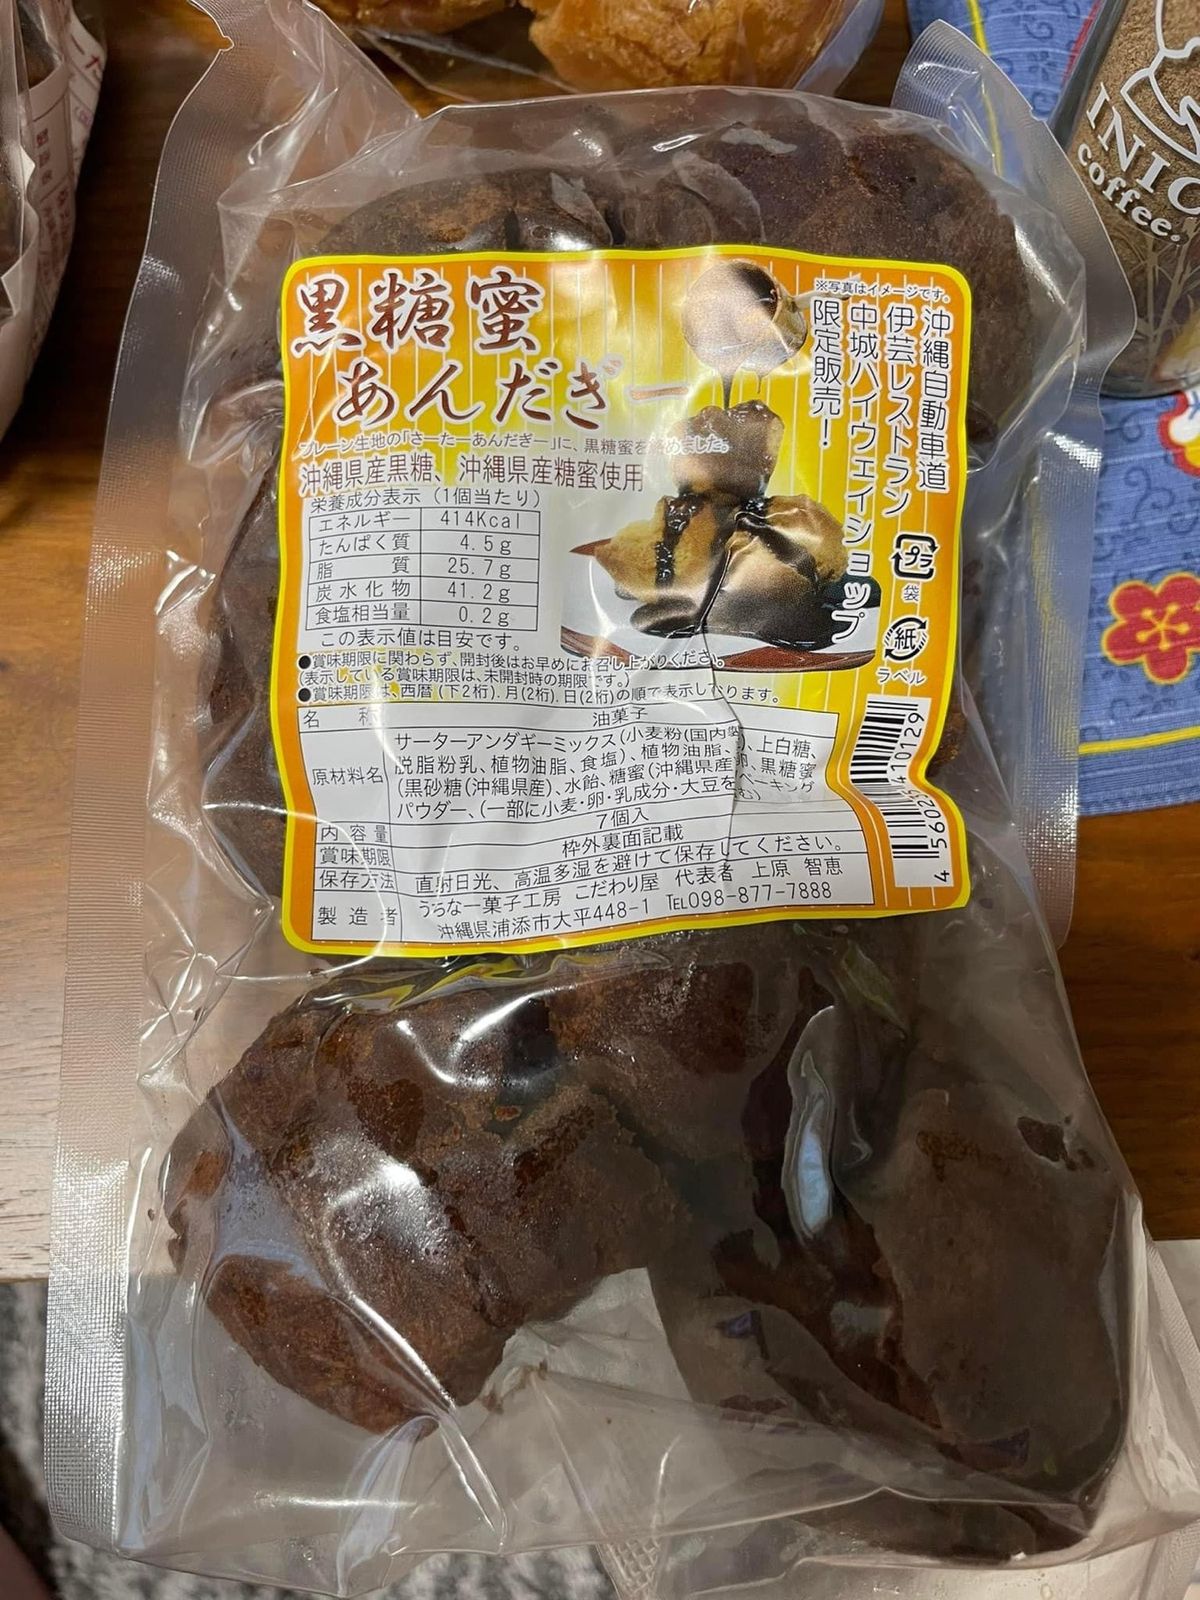 黒糖蜜
あんだぎー
プレーン生地の「さーたーあんだぎー」に、黒糖蜜を
沖縄県産黒糖、沖縄県産糖蜜使用
※写真はイメージです。
沖縄自動車道
伊芸レストラン
中城ハイウェイショップ
限定販売！
栄養成分表示（1個当たり）
エネルギー 414Kcal
たんぱく質 4.5g
脂質 25.7g
炭水化物 41.2g
食塩相当量 0.2g
この表示値は目安です。
●賞味期限に関わらず、開封後はお早めにお召し上がりください。
(表示している賞味期限は、未開封時の期限です。)
●賞味期限は、西暦(下2桁).月(2桁).日(2桁)の順で表示しております。
プラ
袋
紙
ラベル
名称 油菓子
原材料名 サーターアンダギーミックス(小麦粉(国内製
脱脂粉乳、植物油脂、食塩)、植物油脂、上白糖、
(黒砂糖(沖縄県産)、水飴、糖蜜(沖縄県産 卵、黒糖蜜
パウダー、(一部に小麦・卵・乳成分・大豆を ベーキング
内容量 7個入
賞味期限 枠外裏面記載
保存方法 直射日光、高温多湿を避けて保存してください。
製造者 うちなー菓子工房 こだわり屋 代表者 上原 智恵
沖縄県浦添市大平448-1 TEL098-877-7888
INIC
coffee